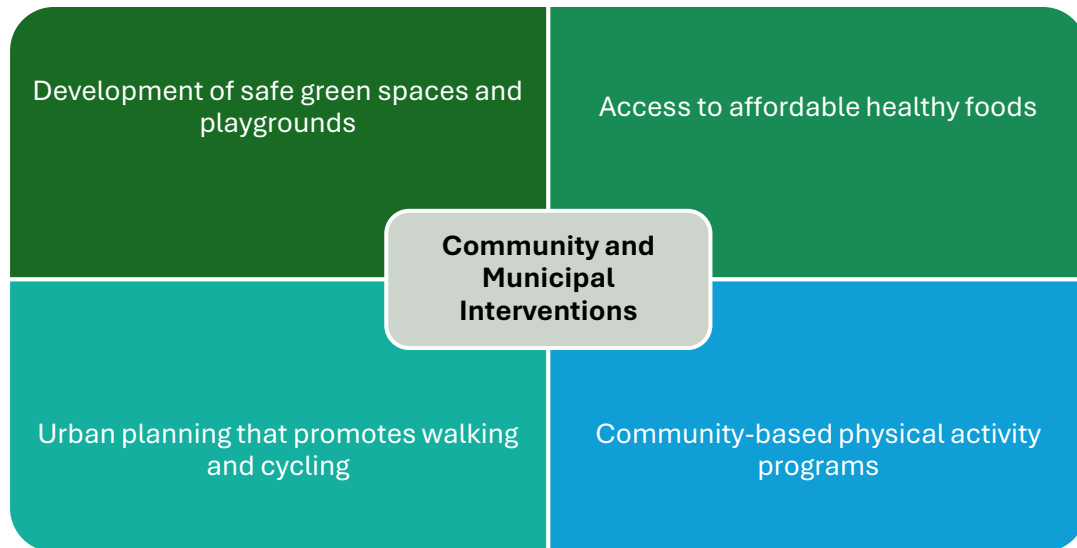 Development of safe green spaces and
playgrounds
Access to affordable healthy foods
Community and
Municipal
Interventions
Urban planning that promotes walking
and cycling
Community-based physical activity
programs